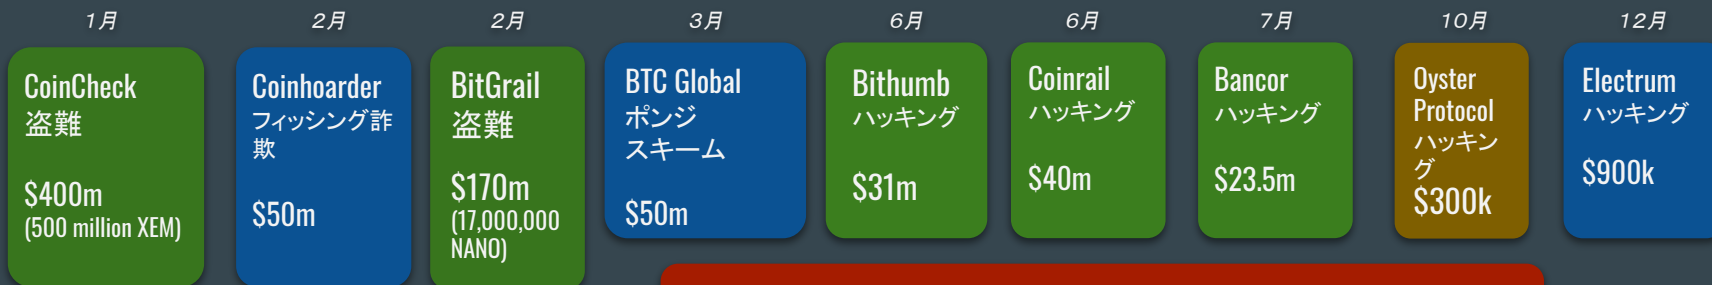 1月
CoinCheck
盗難
$400m
(500 million XEM)
2月
Coinhoarder
フィッシング詐
欺
$50m
2月
BitGrail
盗難
$170m
(17,000,000
NANO)
3月
BTC Global
ポンジ
スキーム
$50m
6月
Bithumb
ハッキング
$31m
6月
Coinrail
ハッキング
$40m
7月
Bancor
ハッキング
$23.5m
10月
Oyster
Protocol
ハッキン
グ
$300k
12月
Electrum
ハッキング
$900k